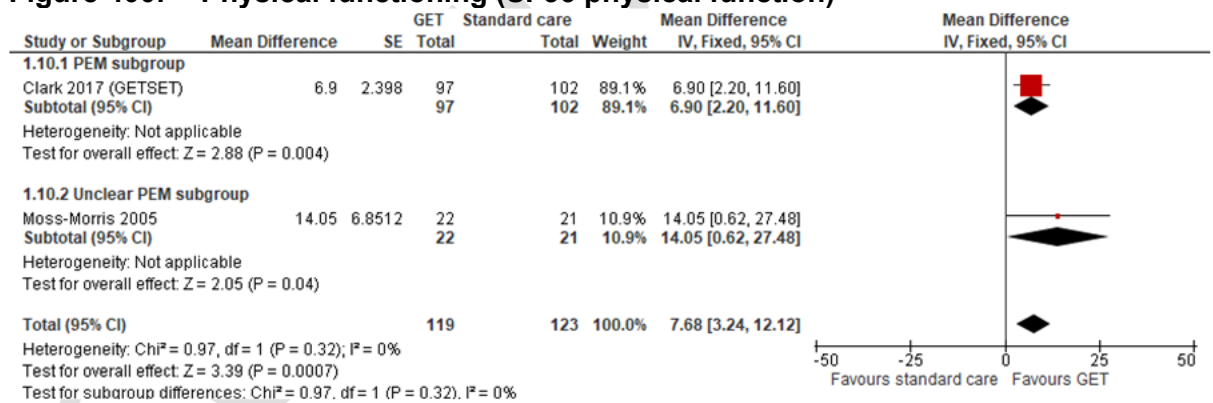 GET Standard care Mean Difference Mean Difference
Study or Subgroup Mean Difference SE Total Total Weight IV, Fixed, 95% CI IV, Fixed, 95% CI
1.10.1 PEM subgroup
Clark 2017 (GETSET) 6.9 2.398 97 102 89.1% 6.90 [2.20, 11.60]
Subtotal (95% CI) 97 102 89.1% 6.90 [2.20, 11.60]
Heterogeneity: Not applicable
Test for overall effect: Z = 2.88 (P = 0.004)
1.10.2 Unclear PEM subgroup
Moss-Morris 2005 14.05 6.8512 22 21 10.9% 14.05 [0.62, 27.48]
Subtotal (95% CI) 22 21 10.9% 14.05 [0.62, 27.48]
Heterogeneity: Not applicable
Test for overall effect: Z = 2.05 (P = 0.04)
Total (95% CI) 119 123 100.0% 7.68 [3.24, 12.12]
Heterogeneity: Chi² = 0.97, df = 1 (P = 0.32); I² = 0%
Test for overall effect: Z = 3.39 (P = 0.0007)
Test for subgroup differences: Chi² = 0.97, df = 1 (P = 0.32), I² = 0%
-50 -25 0 25 50
Favours standard care Favours GET